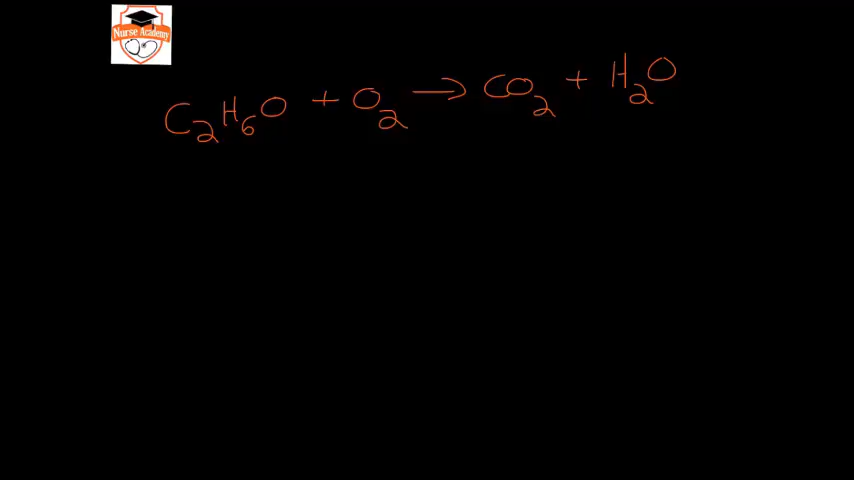 Nurse Academy
C₂H₆O + O₂ → CO₂ + H₂O